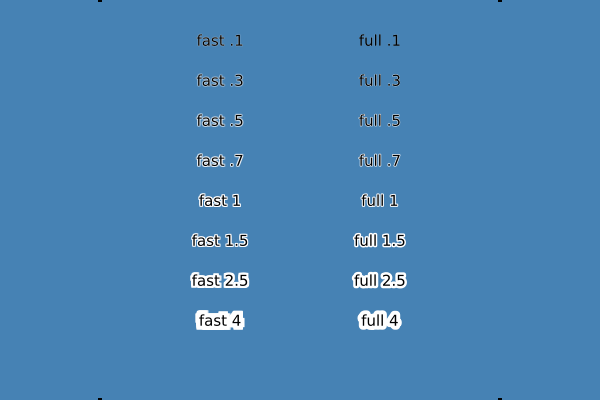 fast .1 full .1
fast .3 full .3
fast .5 full .5
fast .7 full .7
fast 1 full 1
fast 1.5 full 1.5
fast 2.5 full 2.5
fast 4 full 4